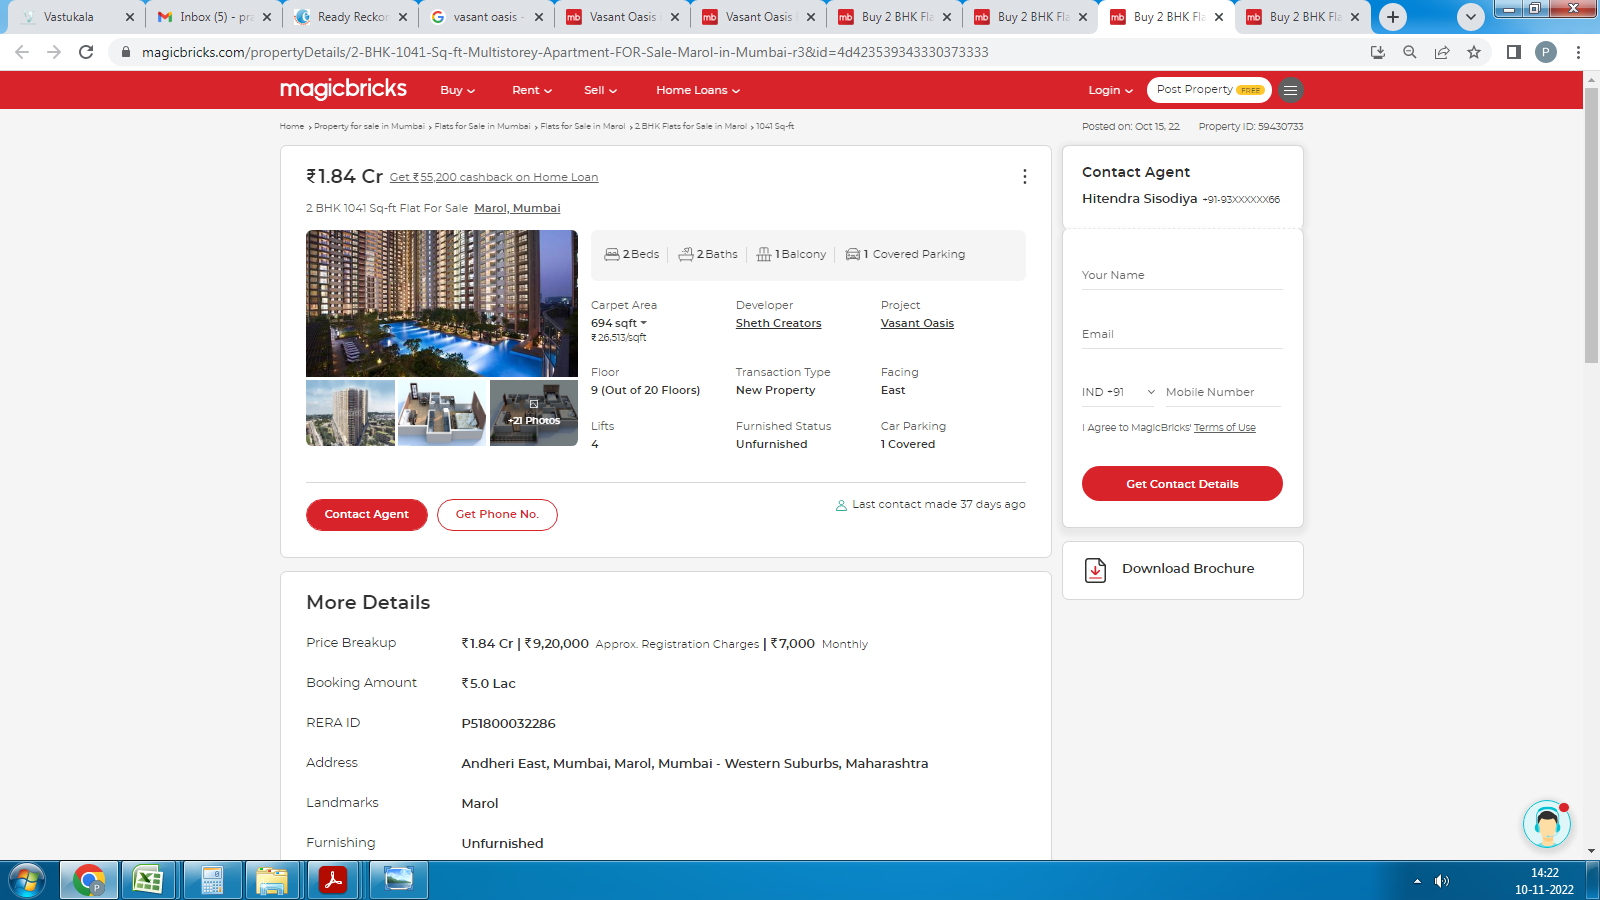 Vastukala
Inbox (5) - pra
Ready Reckon
vasant oasis -
Vasant Oasis
Vasant Oasis
Buy 2 BHK Fla
Buy 2 BHK Fla
Buy 2 BHK Fla
Buy 2 BHK Fla
magicbricks.com/propertyDetails/2-BHK-1041-Sq-ft-Multistorey-Apartment-FOR-Sale-Marol-in-Mumbai-r3&id=4d423539343330373333
P
magicbricks
Buy
Rent
Sell
Home Loans
Login
Post Property FREE
Home > Property for sale in Mumbai > Flats for Sale in Mumbai > Flats for Sale in Marol > 2 BHK Flats for Sale in Marol > 1041 Sq-ft
Posted on: Oct 15, 22 Property ID: 59430733
₹1.84 Cr Get ₹55,200 cashback on Home Loan
2 BHK 1041 Sq-ft Flat For Sale Marol, Mumbai
2 Beds
2 Baths
1 Balcony
1 Covered Parking
Carpet Area
694 sqft
₹26,513/sqft
Developer
Sheth Creators
Project
Vasant Oasis
Floor
9 (Out of 20 Floors)
Transaction Type
New Property
Facing
East
Lifts
4
Furnished Status
Unfurnished
Car Parking
1 Covered
+21 Photos
Contact Agent
Get Phone No.
Last contact made 37 days ago
Contact Agent
Hitendra Sisodiya +91-93XXXXXX66
Your Name
Email
IND +91
Mobile Number
I Agree to MagicBricks' Terms of Use
Get Contact Details
Download Brochure
More Details
Price Breakup ₹1.84 Cr | ₹9,20,000 Approx. Registration Charges | ₹7,000 Monthly
Booking Amount ₹5.0 Lac
RERA ID P51800032286
Address Andheri East, Mumbai, Marol, Mumbai - Western Suburbs, Maharashtra
Landmarks Marol
Furnishing Unfurnished
14:22
10-11-2022